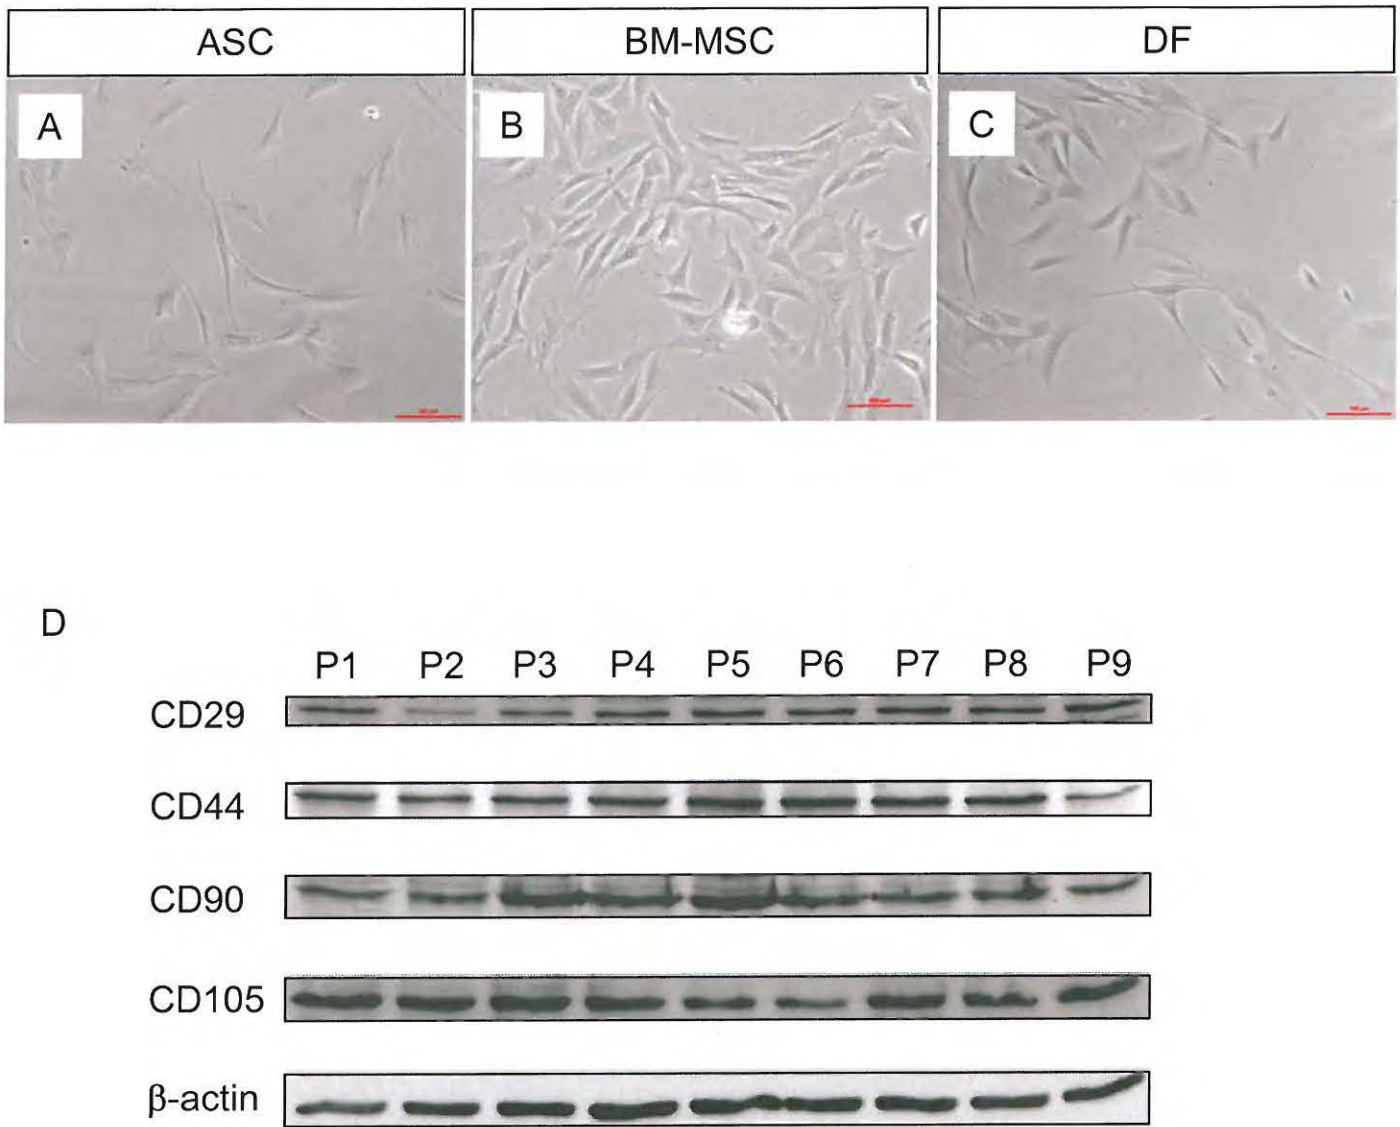 ASC BM-MSC DF
A B C
D
P1 P2 P3 P4 P5 P6 P7 P8 P9
CD29
CD44
CD90
CD105
β-actin